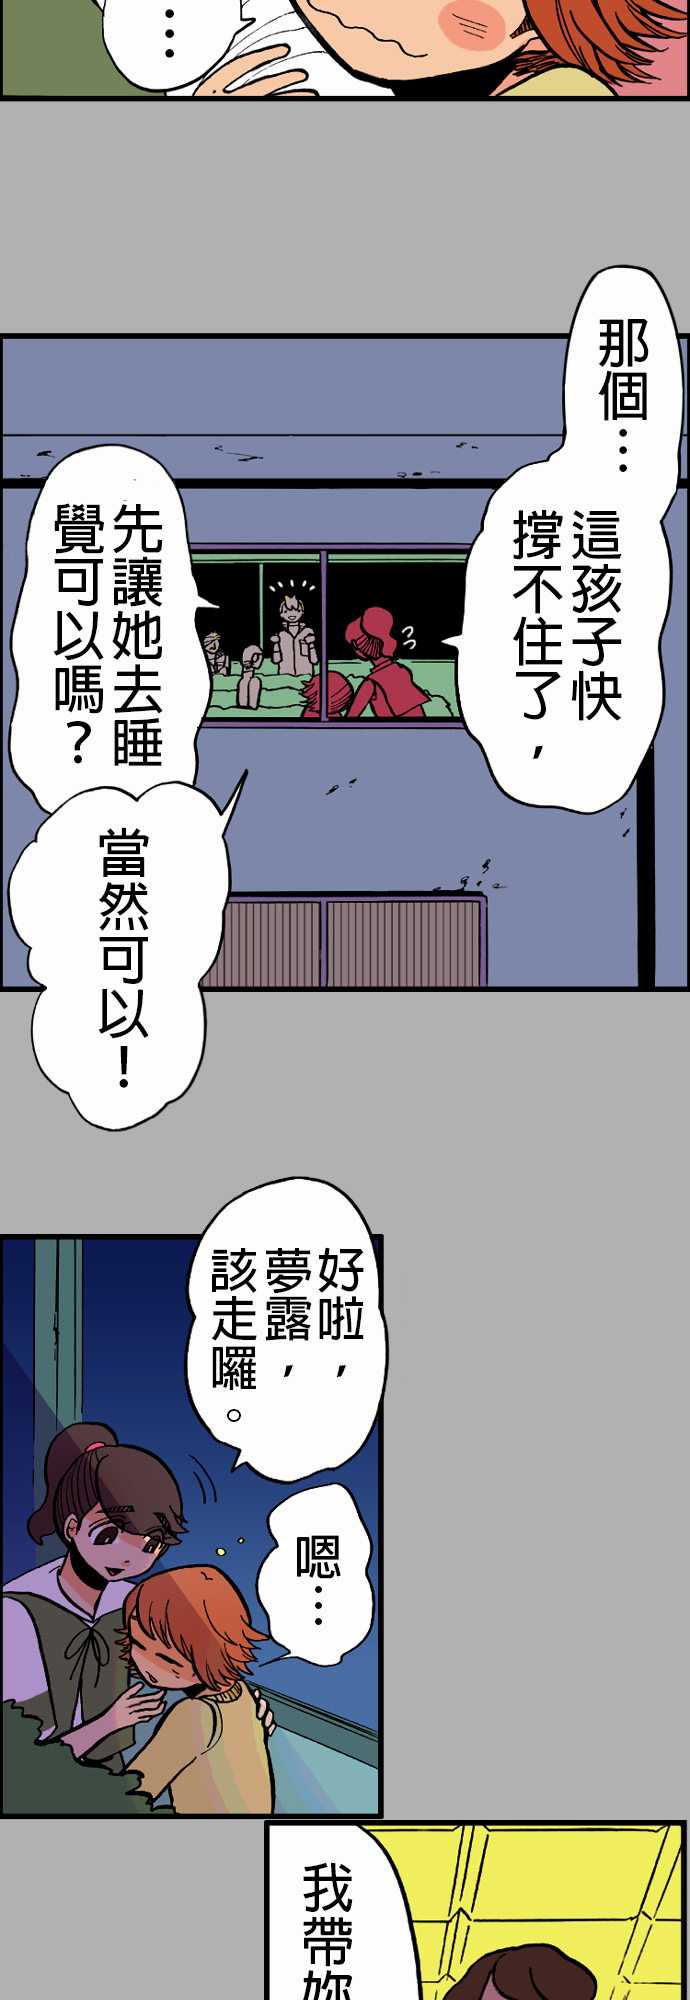 ⋯
那個⋯
這孩子快
撐不住了，
先讓她去睡
覺可以嗎？
當然可以！
好啦，
夢露，
該走囉。
嗯⋯
我帶妳